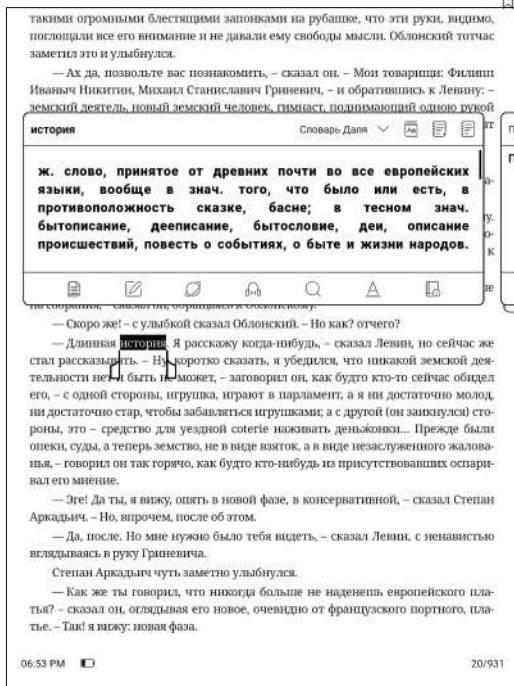 такими огромными блестящими запонками на рубашке, что эти руки, видимо,
поглощали все его внимание и не давали ему свободы мысли. Облонский тотчас
заметил это и улыбнулся.
— Ах да, позвольте вас познакомить, – сказал он. – Мои товарищи: Филипп
Иваныч Никитин, Михаил Станиславич Гриневич, – и обратившись к Левину: –
земский деятель, новый земский человек, гимнаст, поднимающий одною рукой
история
Словарь Даля
ж. слово, принятое от древних почти во все европейских
языки, вообще в знач. того, что было или есть, в
противоположность сказке, басне; в тесном знач.
бытописание, дееписание, бытословие, деи, описание
происшествий, повесть о событиях, о быте и жизни народов.
— Скоро же! – с улыбкой сказал Облонский. – Но как? отчего?
— Длинная история. Я расскажу когда-нибудь, – сказал Левин, но сейчас же
стал рассказывать. – Ну, коротко сказать, я убедился, что никакой земской дея-
тельности нет и быть не может, – заговорил он, как будто кто-то сейчас обидел
его, – с одной стороны, игрушка, играют в парламент, а я ни достаточно молод,
ни достаточно стар, чтобы забавляться игрушками; а с другой (он заикнулся) сто-
роны, это – средство для уездной coterie наживать деньжонки... Прежде были
опеки, суды, а теперь земство, не в виде взяток, а в виде незаслуженного жалова-
нья, – говорил он так горячо, как будто кто-нибудь из присутствовавших оспари-
вал его мнение.
— Эге! Да ты, я вижу, опять в новой фазе, в консервативной, – сказал Степан
Аркадьич. – Но, впрочем, после об этом.
— Да, после. Но мне нужно было тебя видеть, – сказал Левин, с ненавистью
вглядываясь в руку Гриневича.
Степан Аркадьич чуть заметно улыбнулся.
— Как же ты говорил, что никогда больше не наденешь европейского пла-
тья? – сказал он, оглядывая его новое, очевидно от французского портного, пла-
тье. – Так! я вижу: новая фаза.
06:53 PM
20/931